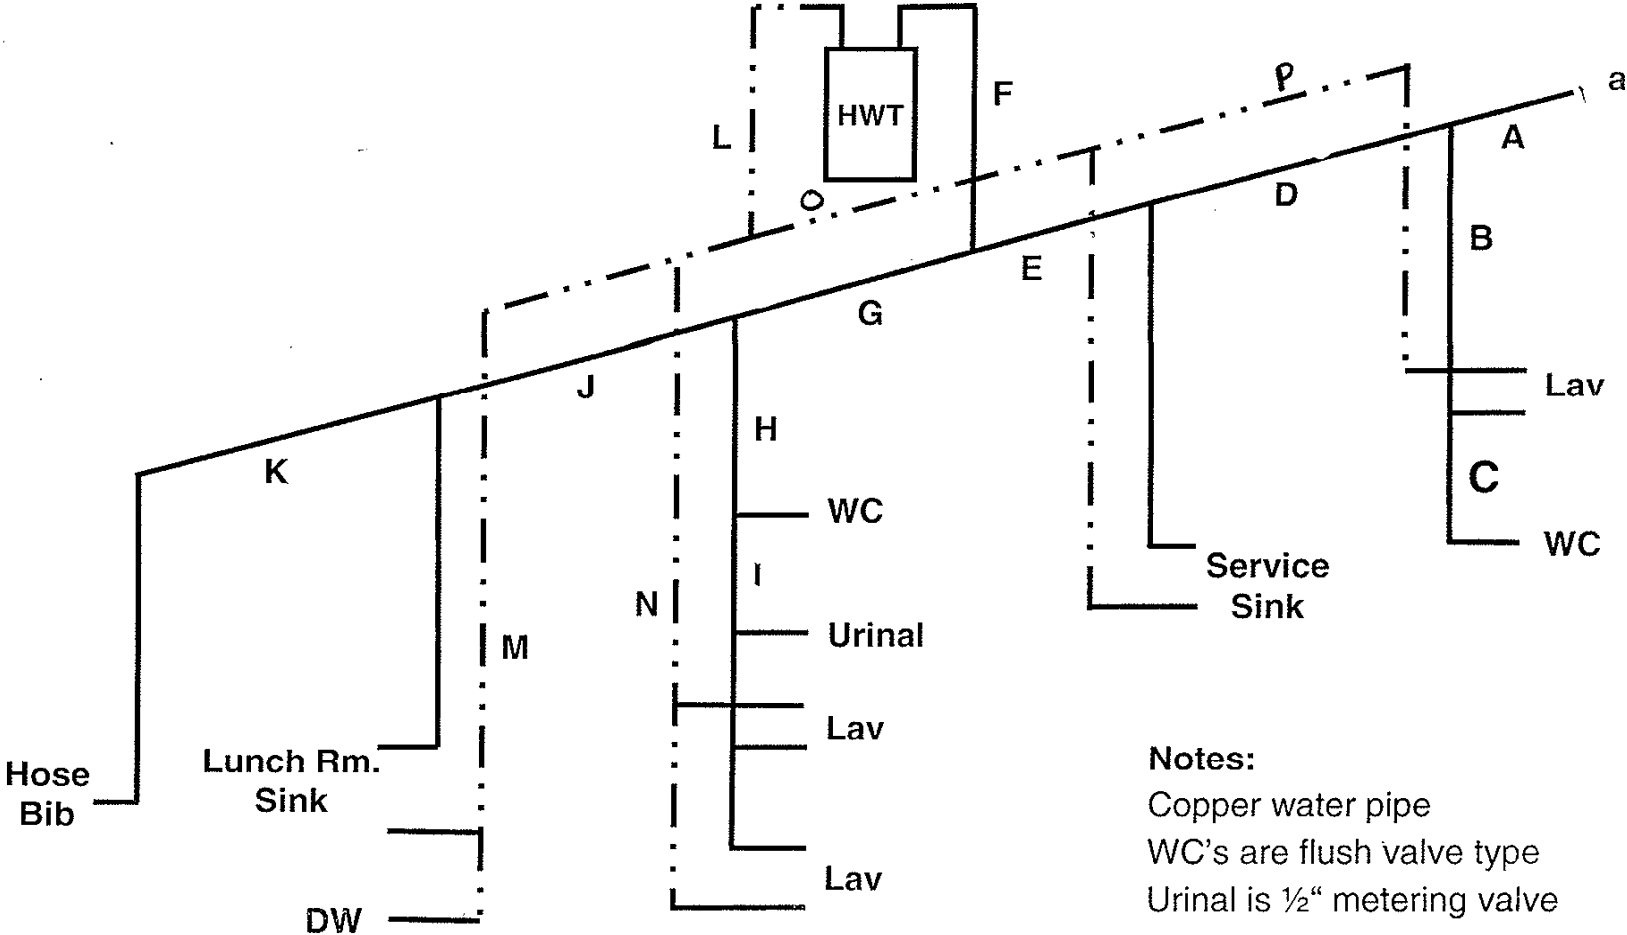 P
a
F
HWT
L
A
O
D
B
E
G
J
Lav
H
K
C
WC
WC
I
Service
Sink
N
Urinal
M
Lav
Lunch Rm.
Sink
Hose
Bib
Notes:
Copper water pipe
WC's are flush valve type
Lav
Urinal is ½“ metering valve
DW